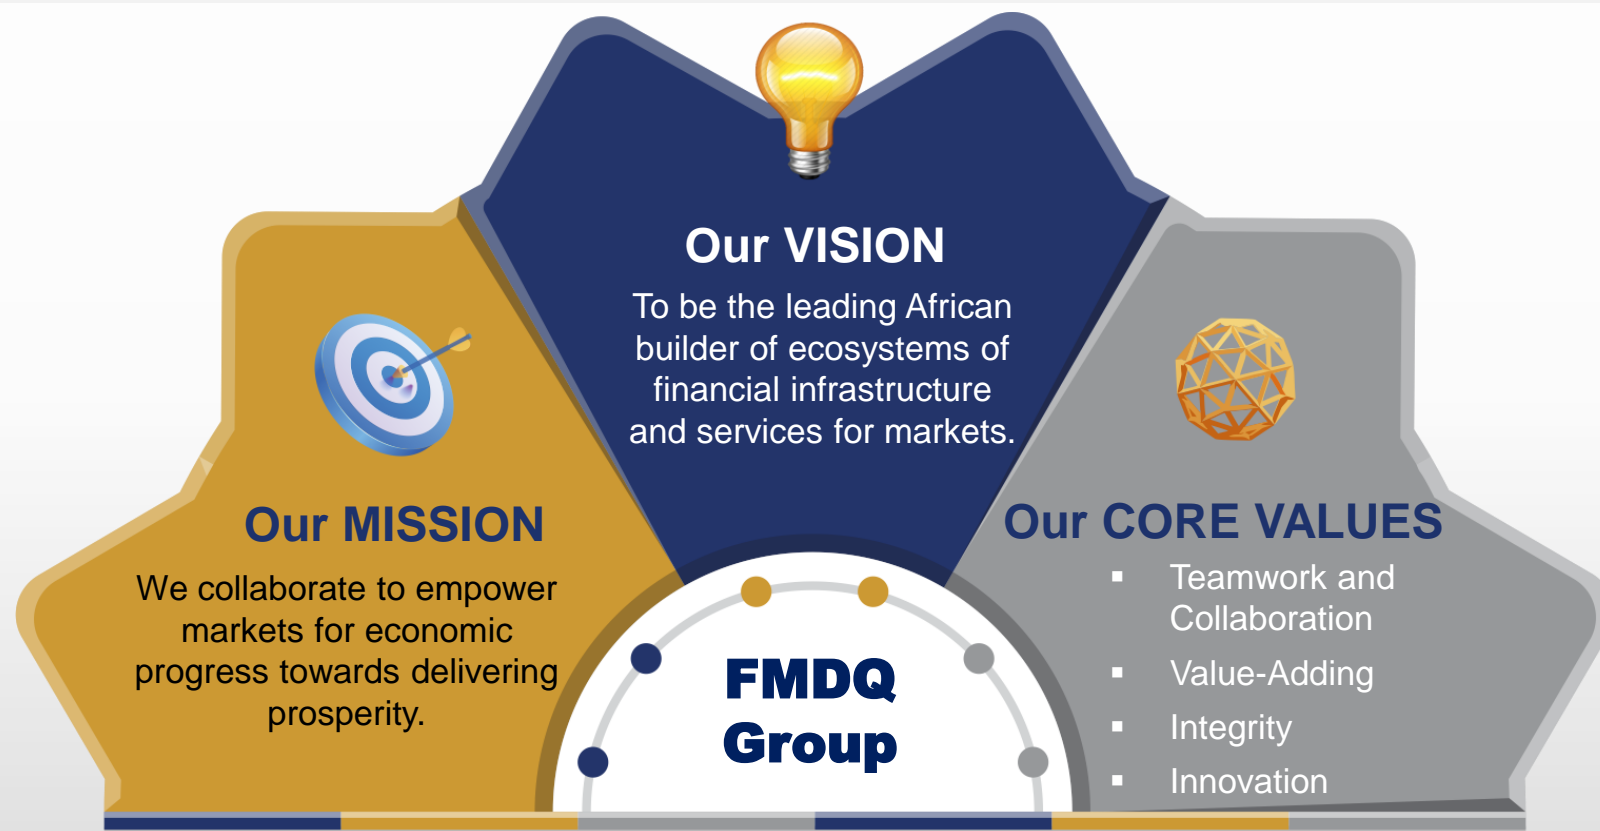 Our VISION
To be the leading African
builder of ecosystems of
financial infrastructure
and services for markets.
Our MISSION
We collaborate to empower
markets for economic
progress towards delivering
prosperity.
Our CORE VALUES
▪ Teamwork and
Collaboration
▪ Value-Adding
▪ Integrity
▪ Innovation
FMDQ
Group